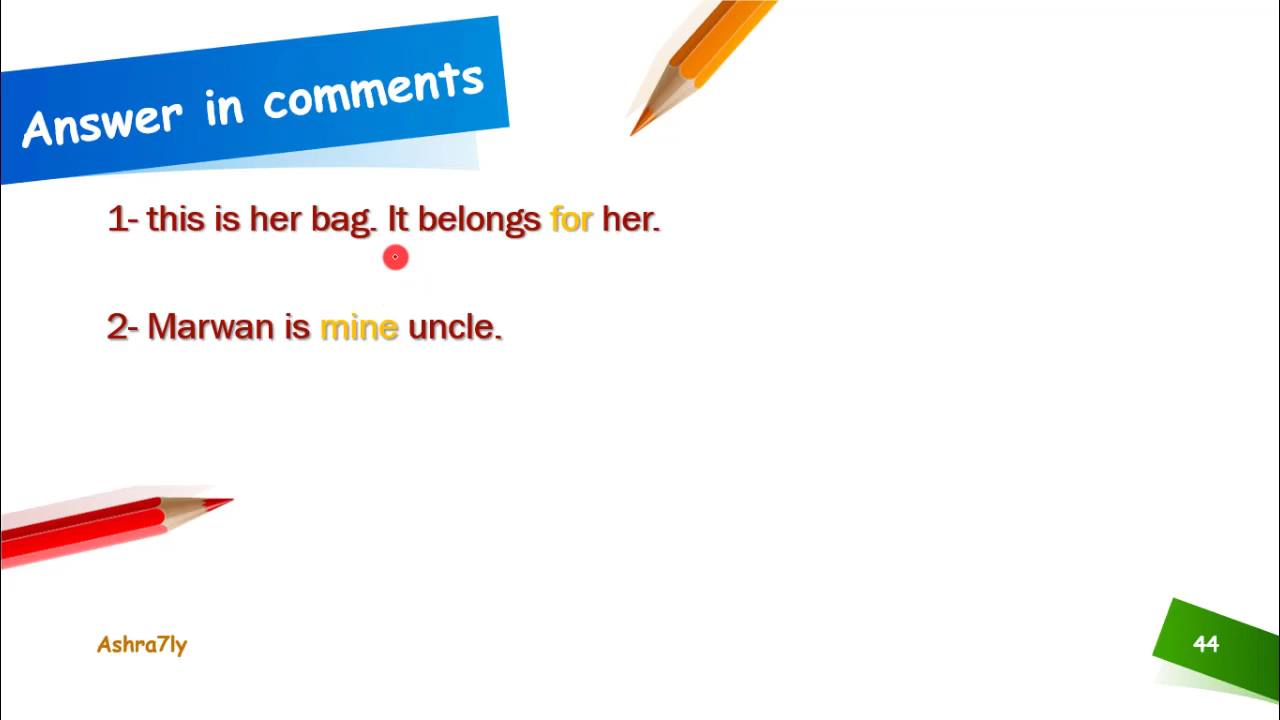 Answer in comments
1- this is her bag. It belongs for her.
2- Marwan is mine uncle.
Ashra7ly
44